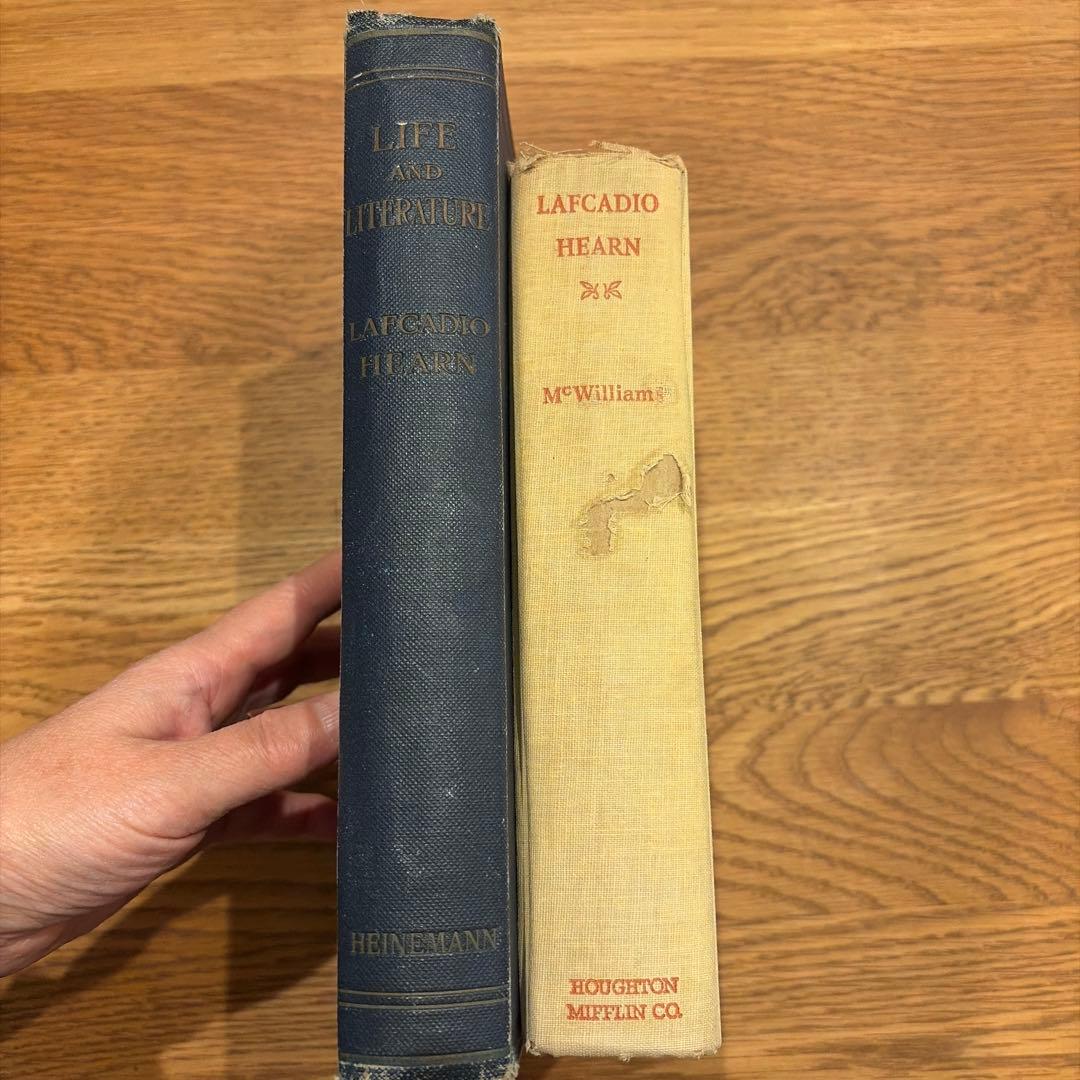 LIFE
AND
LITERATURE
LAFCADIO
HEARN
HEINEMANN
LAFCADIO
HEARN
McWilliams
HOUGHTON
MIFFLIN CO.